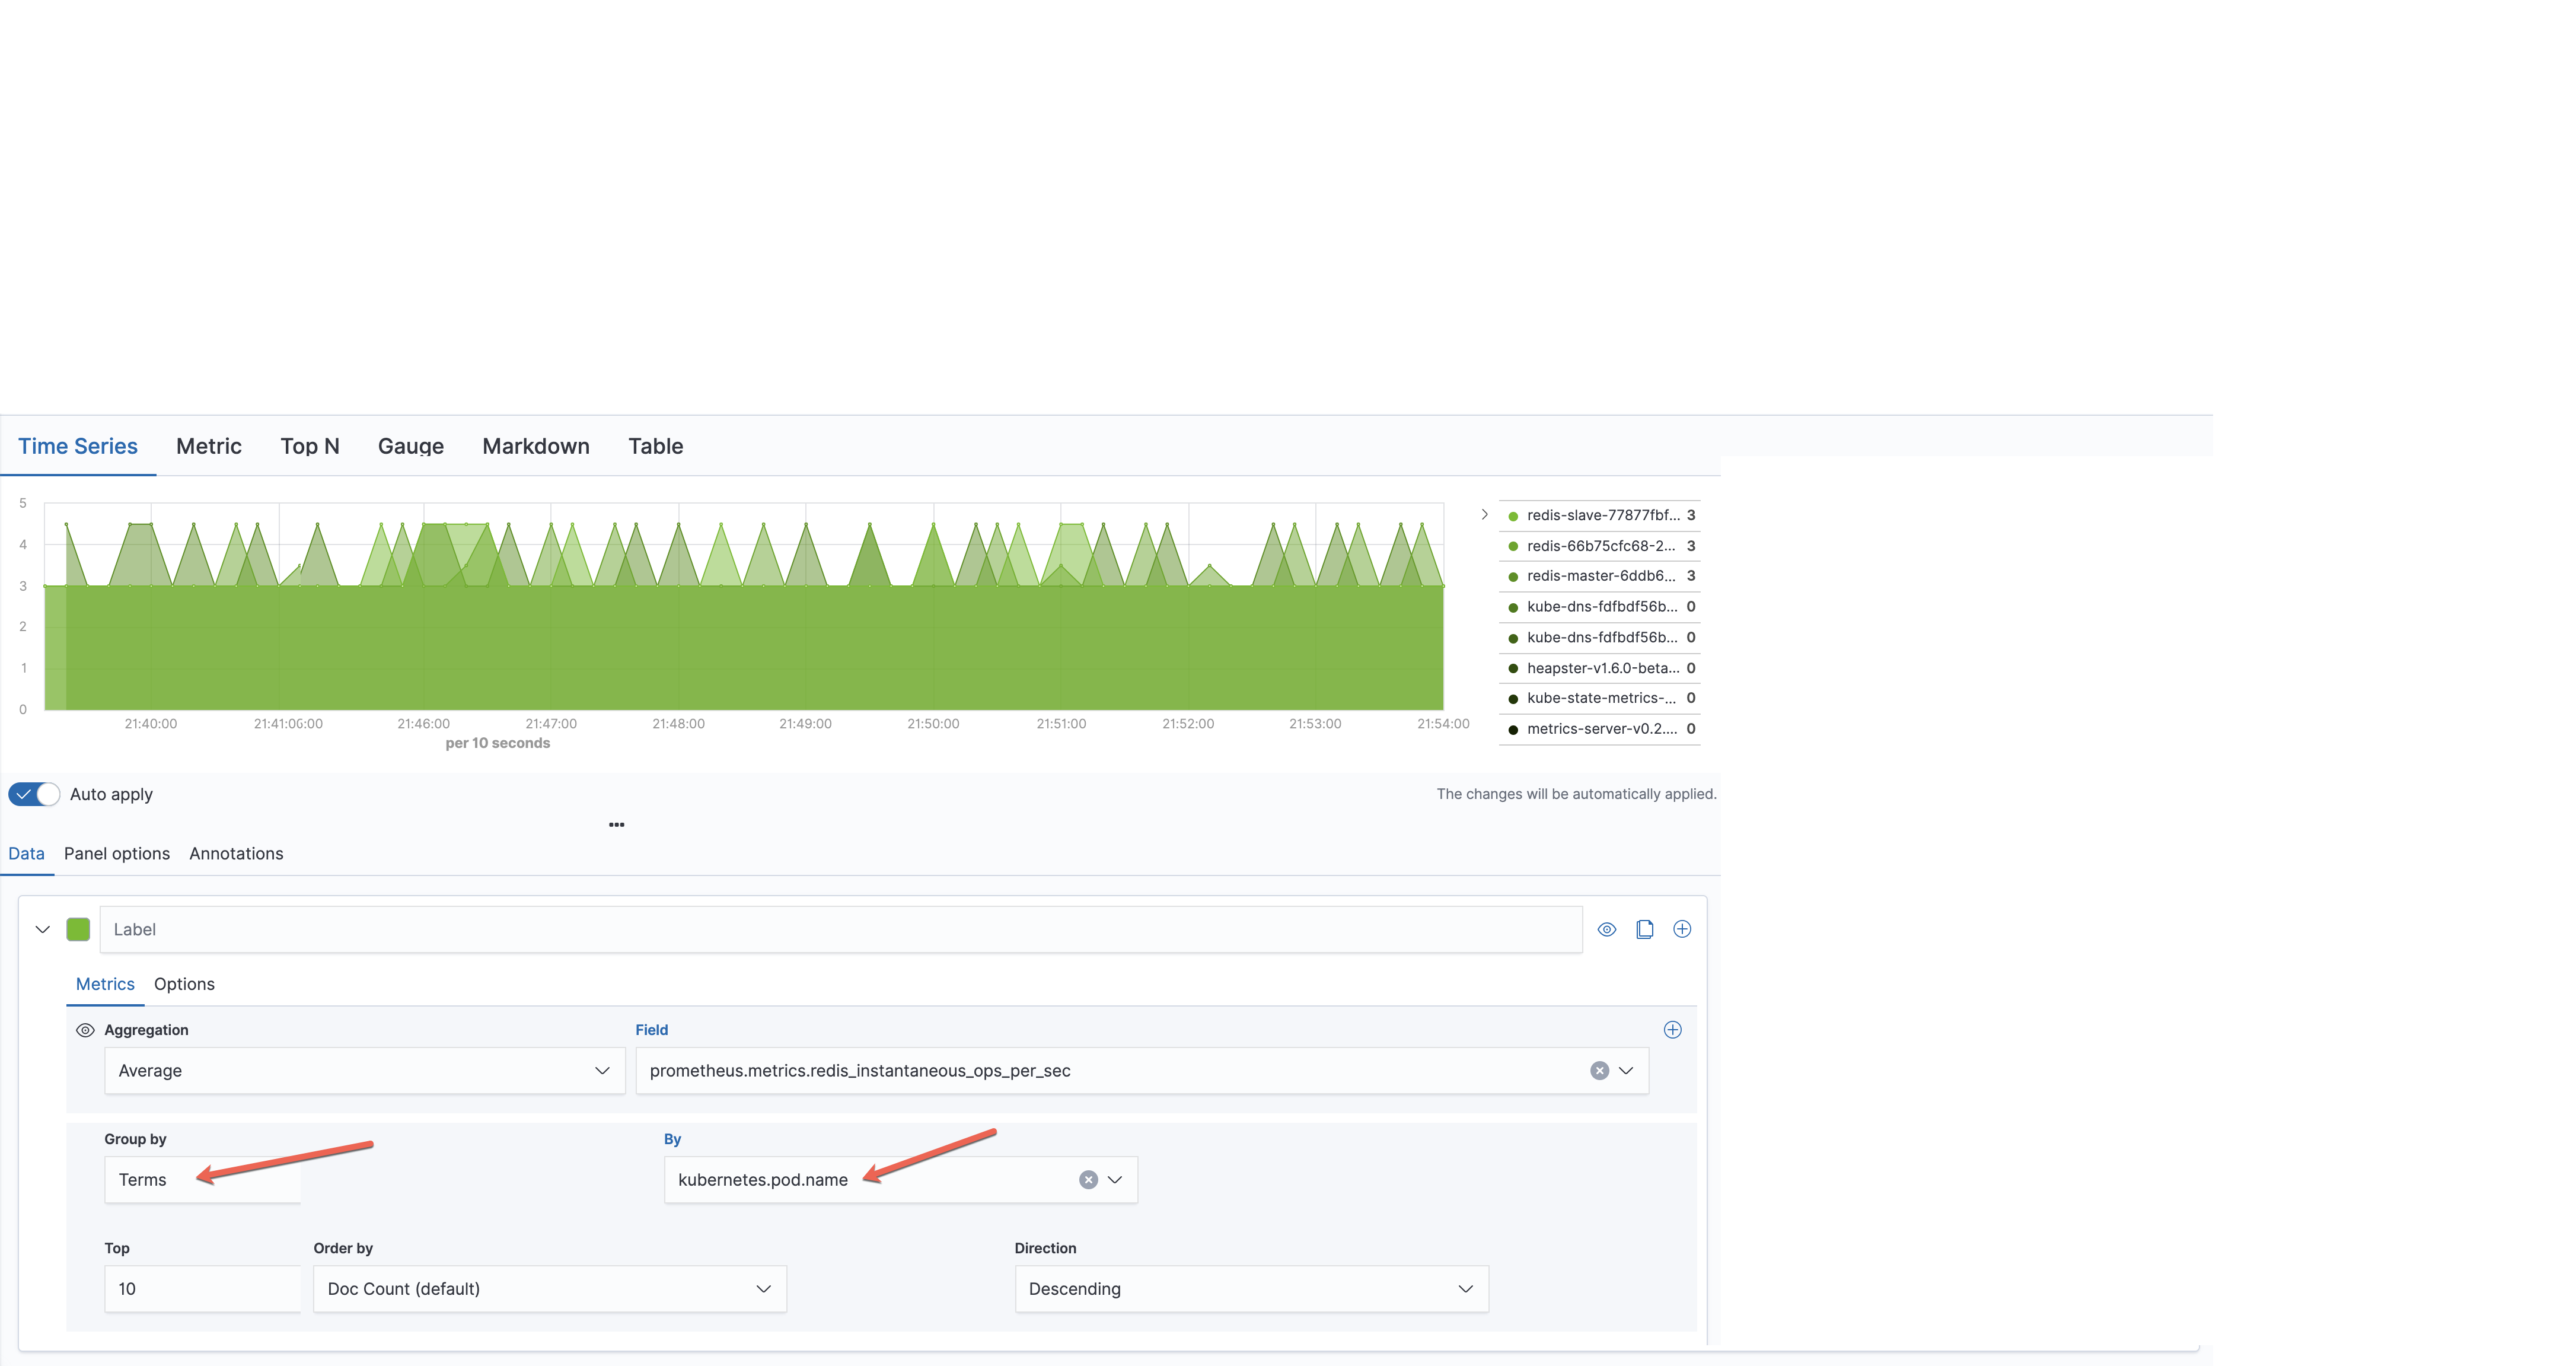 Time Series Metric Top N Gauge Markdown Table
5
4
3
2
1
0
21:40:00 21:41:00:00 21:46:00 21:47:00 21:48:00 21:49:00 21:50:00 21:51:00 21:52:00 21:53:00 21:54:00
per 10 seconds
redis-slave-77877fbf... 3
redis-66b75cfc68-2... 3
redis-master-6ddb6... 3
kube-dns-fdfbdf56b... 0
kube-dns-fdfbdf56b... 0
heapster-v1.6.0-beta... 0
kube-state-metrics-... 0
metrics-server-v0.2.... 0
Auto apply
The changes will be automatically applied.
Data Panel options Annotations
Label
Metrics Options
Aggregation Field
Average prometheus.metrics.redis_instantaneous_ops_per_sec
Group by By
Terms kubernetes.pod.name
Top Order by Direction
10 Doc Count (default) Descending